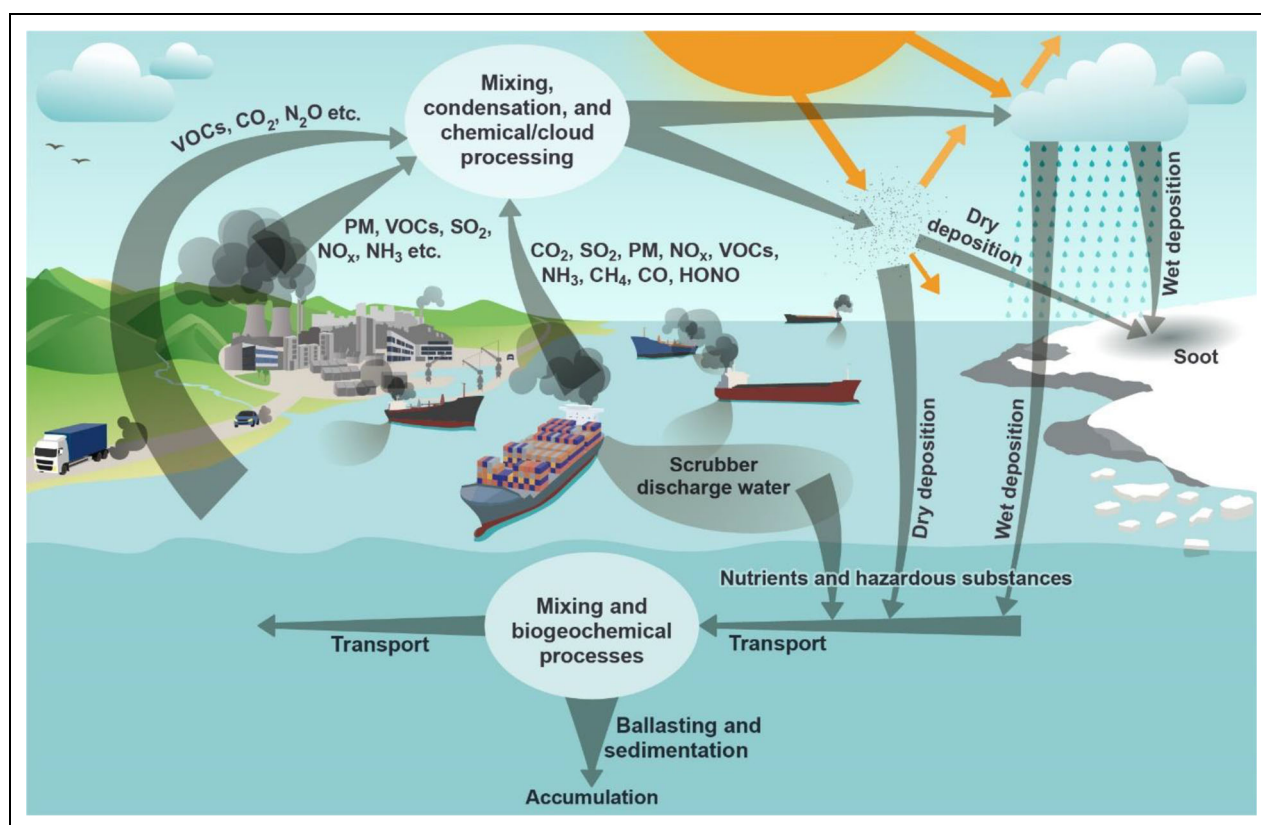 Mixing,
condensation, and
chemical/cloud
processing
VOCs, CO₂, N₂O etc.
PM, VOCs, SO₂,
NOₓ, NH₃ etc.
CO₂, SO₂, PM, NOₓ, VOCs,
NH₃, CH₄, CO, HONO
Dry
deposition
Wet deposition
Soot
Scrubber
discharge water
Dry deposition
Wet deposition
Nutrients and hazardous substances
Mixing and
biogeochemical
processes
Transport
Transport
Ballasting and
sedimentation
Accumulation